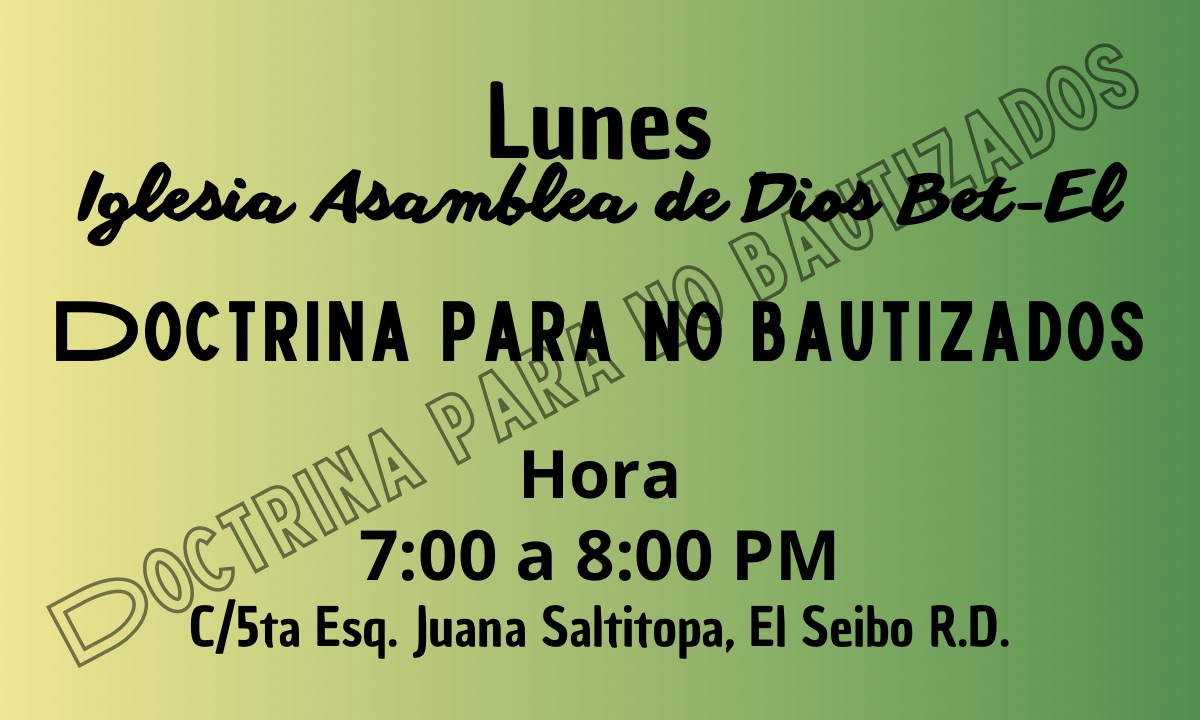 Lunes
Iglesia Asamblea de Dios Bet-El
DOCTRINA PARA NO BAUTIZADOS
DOCTRINA PARA NO BAUTIZADOS
Hora
7:00 a 8:00 PM
C/5ta Esq. Juana Saltitopa, El Seibo R.D.